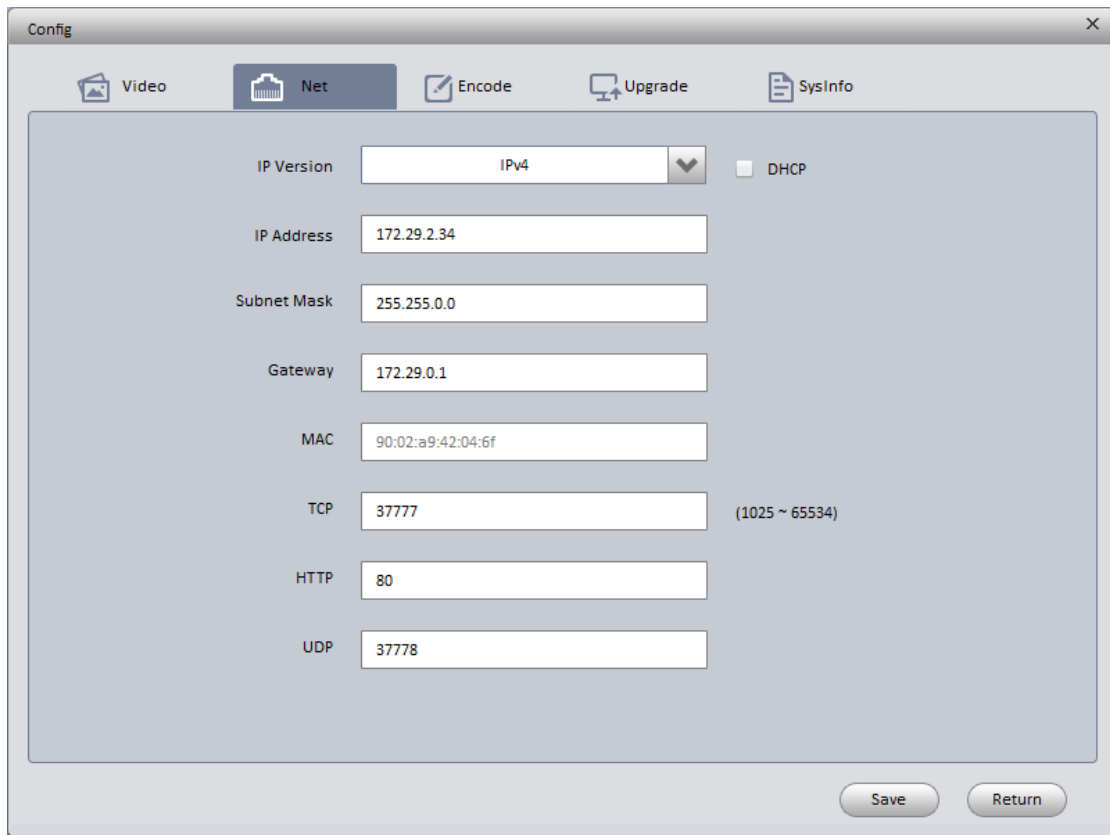 Config
Video Net Encode Upgrade SysInfo
IP Version IPv4 DHCP
IP Address 172.29.2.34
Subnet Mask 255.255.0.0
Gateway 172.29.0.1
MAC 90:02:a9:42:04:6f
TCP 37777 (1025 ~ 65534)
HTTP 80
UDP 37778
Save Return